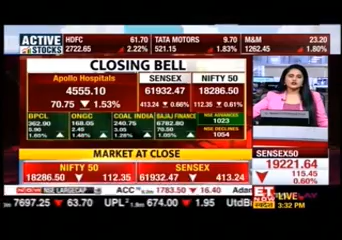 ACTIVE STOCKS
HDFC 61.70
2722.65 2.22%
TATA MOTORS 9.70
521.15 1.83%
M&M 23.20
1262.45 1.80%
CLOSING BELL
Apollo Hospitals
4555.10
70.75 1.53%
SENSEX
61932.47
413.24 0.66%
NIFTY 50
18286.50
112.35 0.61%
BPCL
362.90
1.85%
ONGC
168.05
2.45
1.48%
COAL INDIA
240.75
3.05
1.28%
BAJAJ FINANCE
6782.80
70.50
1.05%
NSE ADVANCES
1023
NSE DECLINES
1054
MARKET AT CLOSE
NIFTY 50
18286.50 112.35
SENSEX
61932.47 413.24
SENSEX50
19221.64
115.45
0.60%
NSE LARGECAP
ACC 1783.50 16.40 Adan
7697.25 63.70 UPL 674.00 1.95 UtdBr
ET NOW
स्वदेश
LIVE
3:32 PM